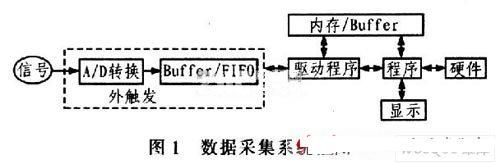 内存/Buffer
信号
A/D转换
Buffer/FIFO
驱动程序
程序
硬件
外触发
显示
图1 数据采集系统